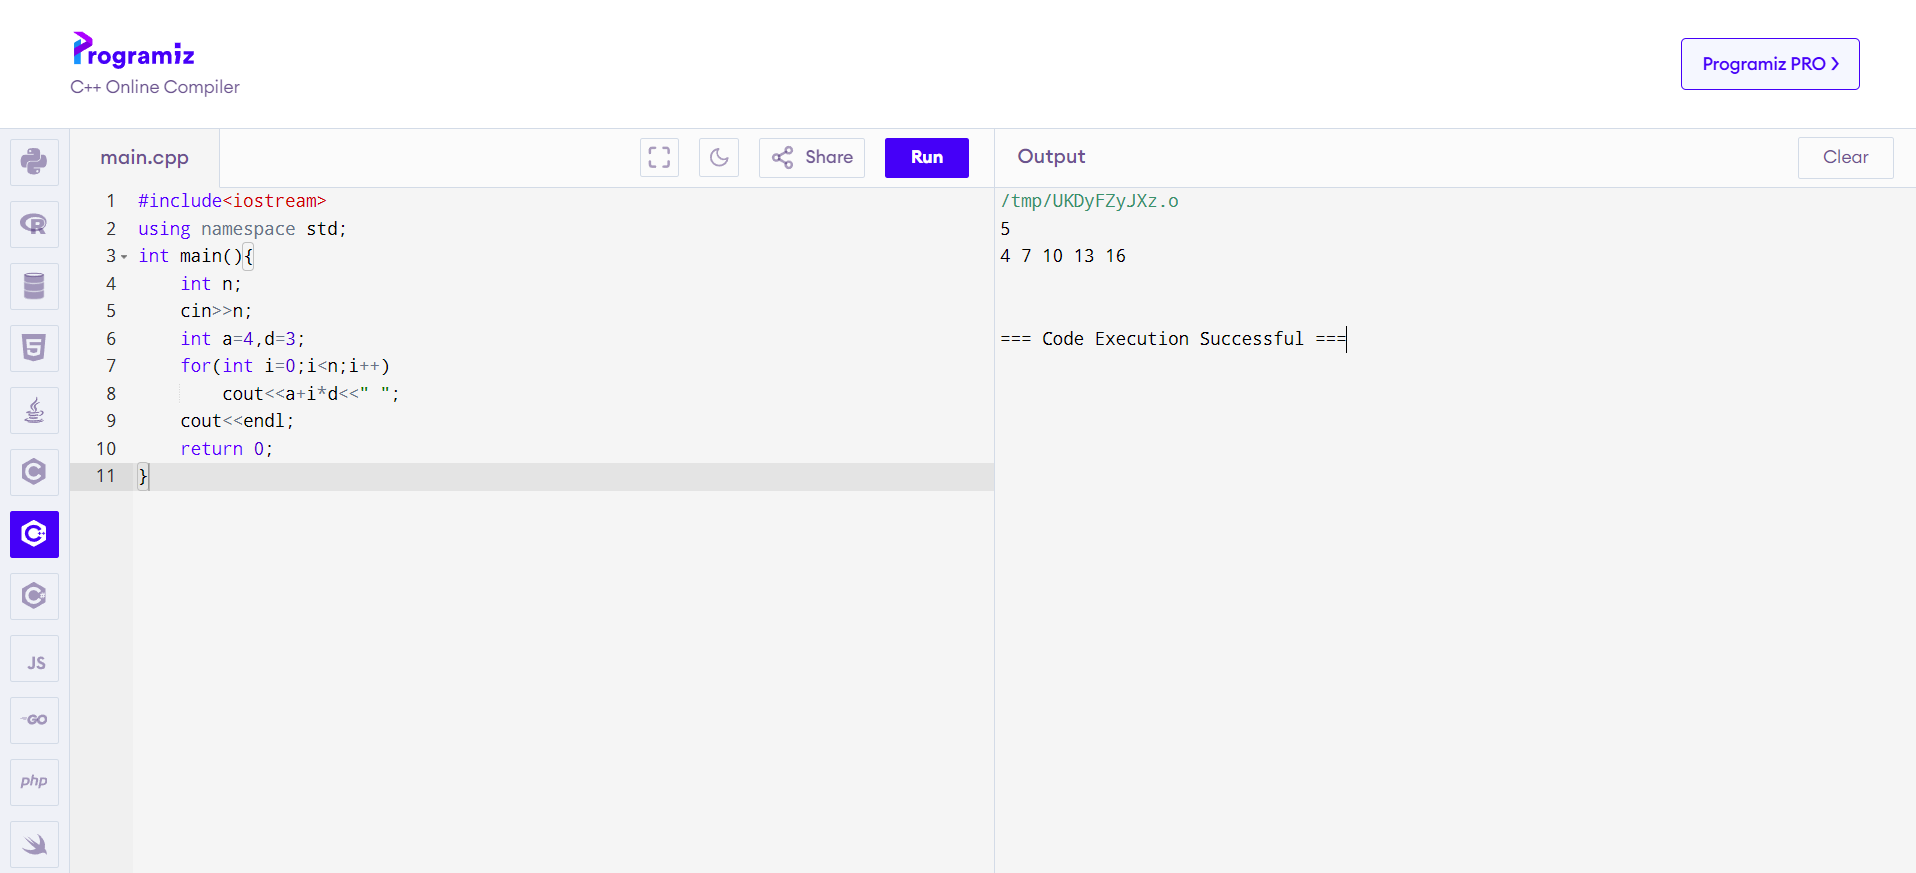 Programiz
C++ Online Compiler
Programiz PRO ›
main.cpp
Share
Run
Output
Clear
1 #include<iostream>
2 using namespace std;
3 int main(){
4     int n;
5     cin>>n;
6     int a=4,d=3;
7     for(int i=0;i<n;i++)
8         cout<<a+i*d<<" ";
9     cout<<endl;
10     return 0;
11 }
/tmp/UKDyFZyJXz.o
5
4 7 10 13 16
=== Code Execution Successful ===
R
5
C
C++
C#
JS
GO
php